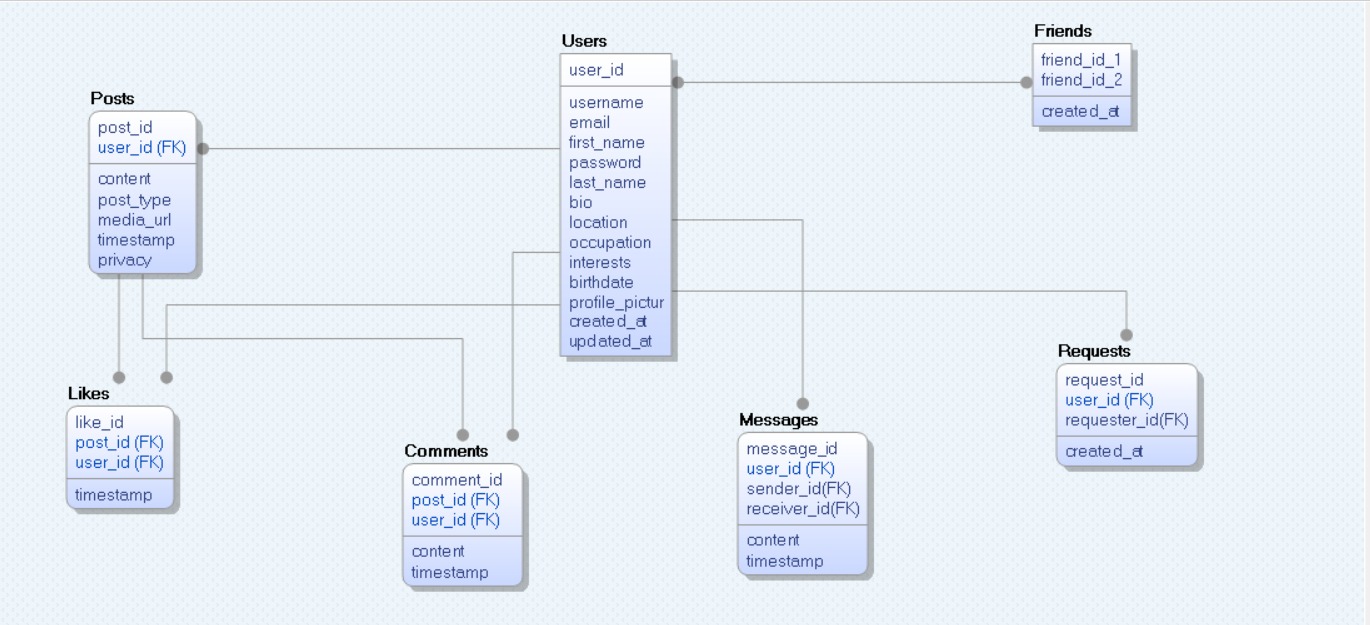 Users
user_id
username
email
first_name
password
last_name
bio
location
occupation
interests
birthdate
profile_pictur
created_at
updated_at
Friends
friend_id_1
friend_id_2
created_at
Posts
post_id
user_id (FK)
content
post_type
media_url
timestamp
privacy
Likes
like_id
post_id (FK)
user_id (FK)
timestamp
Comments
comment_id
post_id (FK)
user_id (FK)
content
timestamp
Messages
message_id
user_id (FK)
sender_id(FK)
receiver_id(FK)
content
timestamp
Requests
request_id
user_id (FK)
requester_id(FK)
created_at